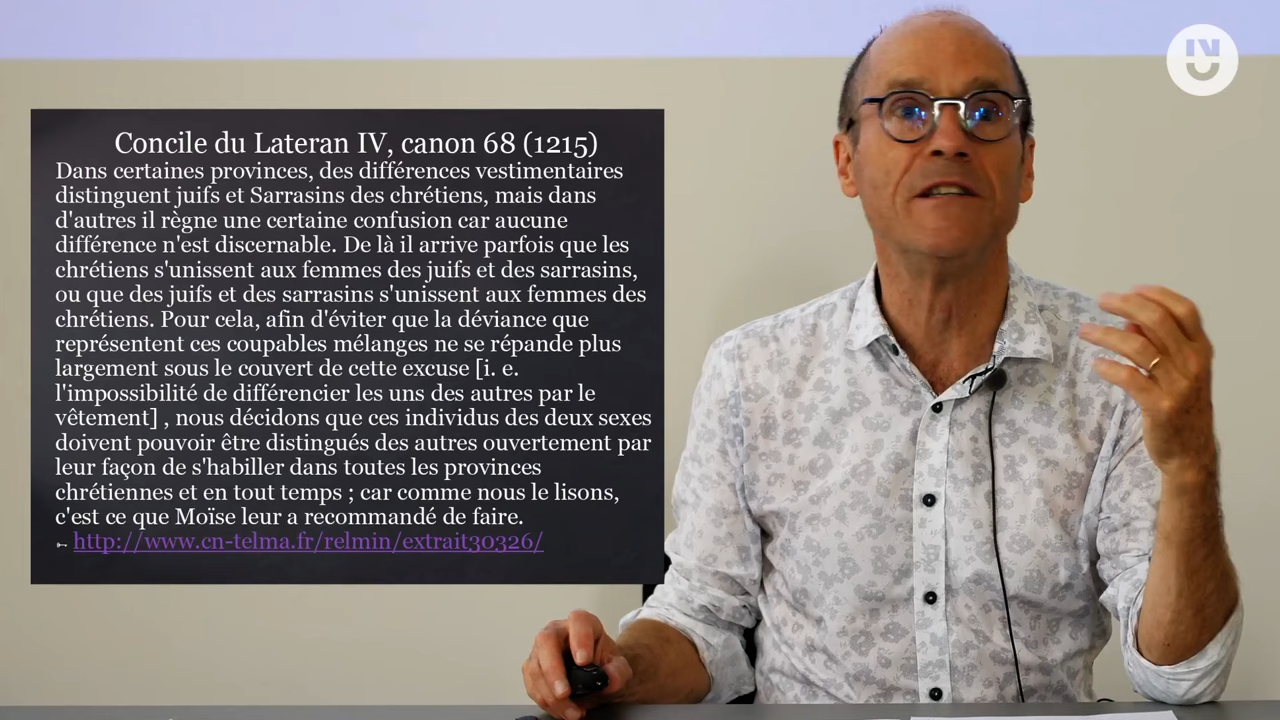 Concile du Lateran IV, canon 68 (1215)
Dans certaines provinces, des différences vestimentaires
distinguent juifs et Sarrasins des chrétiens, mais dans
d'autres il règne une certaine confusion car aucune
différence n'est discernable. De là il arrive parfois que les
chrétiens s'unissent aux femmes des juifs et des sarrasins,
ou que des juifs et des sarrasins s'unissent aux femmes des
chrétiens. Pour cela, afin d'éviter que la déviance que
représentent ces coupables mélanges ne se répande plus
largement sous le couvert de cette excuse [i. e.
l'impossibilité de différencier les uns des autres par le
vêtement] , nous décidons que ces individus des deux sexes
doivent pouvoir être distingués des autres ouvertement par
leur façon de s'habiller dans toutes les provinces
chrétiennes et en tout temps ; car comme nous le lisons,
c'est ce que Moïse leur a recommandé de faire.
http://www.cn-telma.fr/relmin/extrait30326/